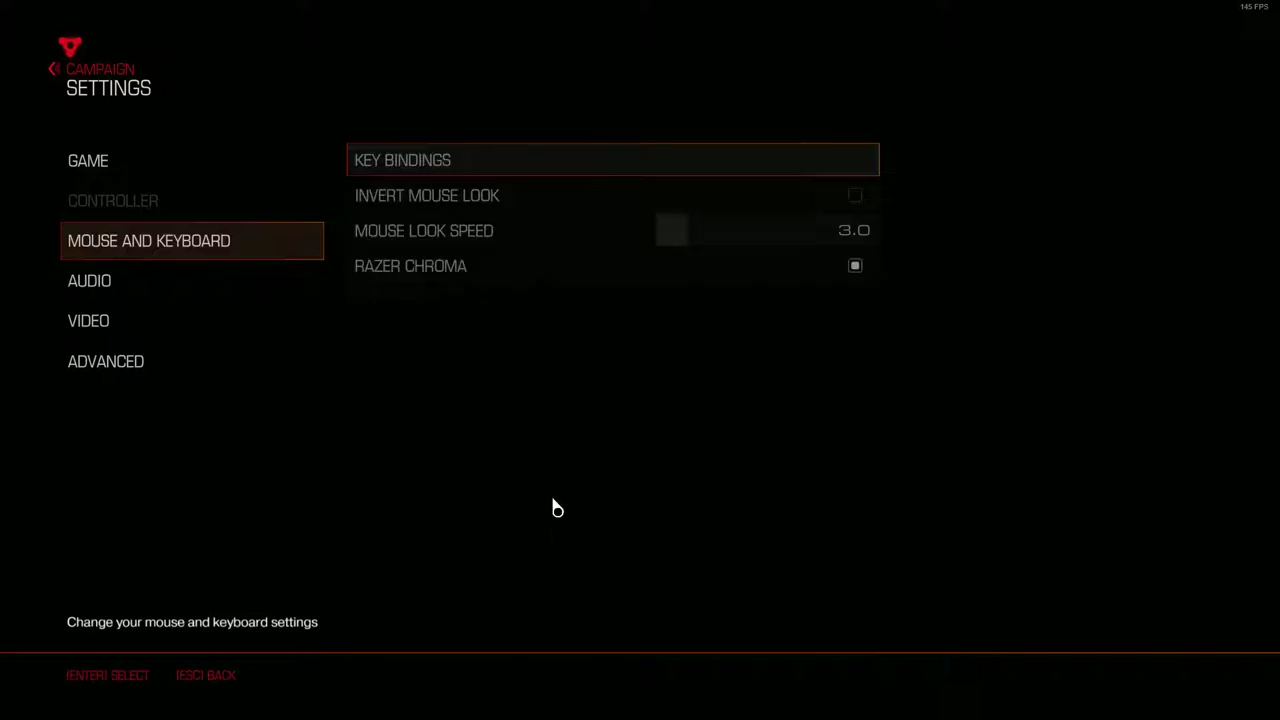 145 FPS
CAMPAIGN
SETTINGS
GAME
CONTROLLER
MOUSE AND KEYBOARD
AUDIO
VIDEO
ADVANCED
KEY BINDINGS
INVERT MOUSE LOOK
MOUSE LOOK SPEED 3.0
RAZER CHROMA
Change your mouse and keyboard settings
[ENTER] SELECT [ESC] BACK